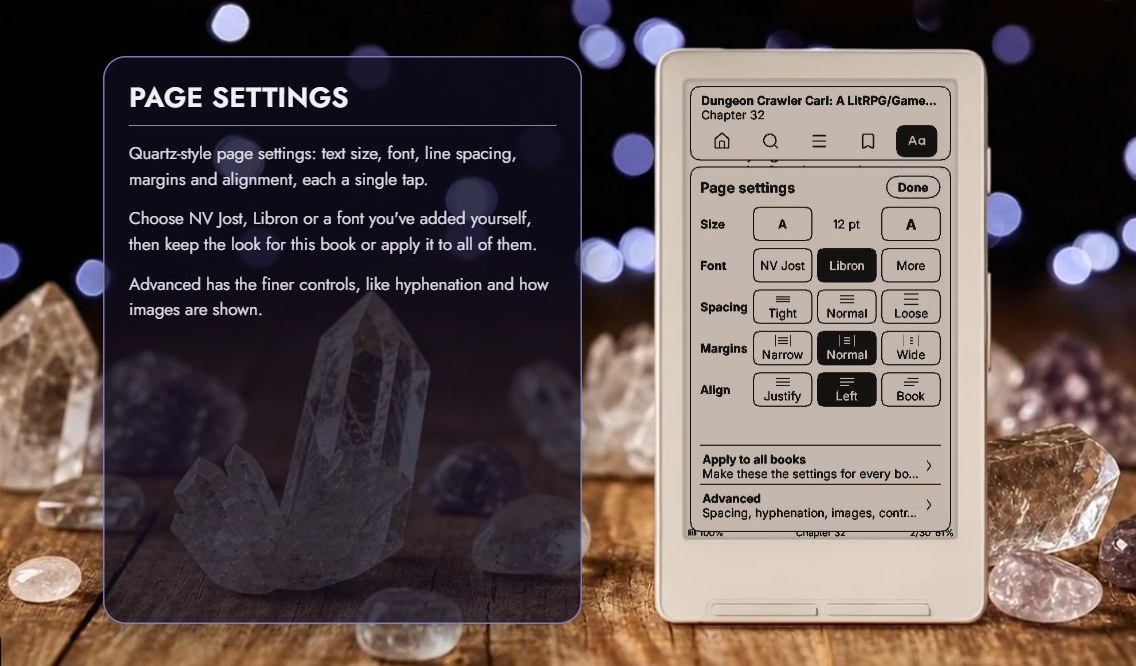 PAGE SETTINGS
Quartz-style page settings: text size, font, line spacing,
margins and alignment, each a single tap.
Choose NV Jost, Libron or a font you've added yourself,
then keep the look for this book or apply it to all of them.
Advanced has the finer controls, like hyphenation and how
images are shown.
Dungeon Crawler Carl: A LitRPG/Game...
Chapter 32
Aa
Page settings
Done
Size A 12 pt A
Font NV Jost Libron More
Spacing Tight Normal Loose
Margins Narrow Normal Wide
Align Justify Left Book
Apply to all books
Make these the settings for every bo...
Advanced
Spacing, hyphenation, images, contr...
100% Chapter 32 2/30 61%